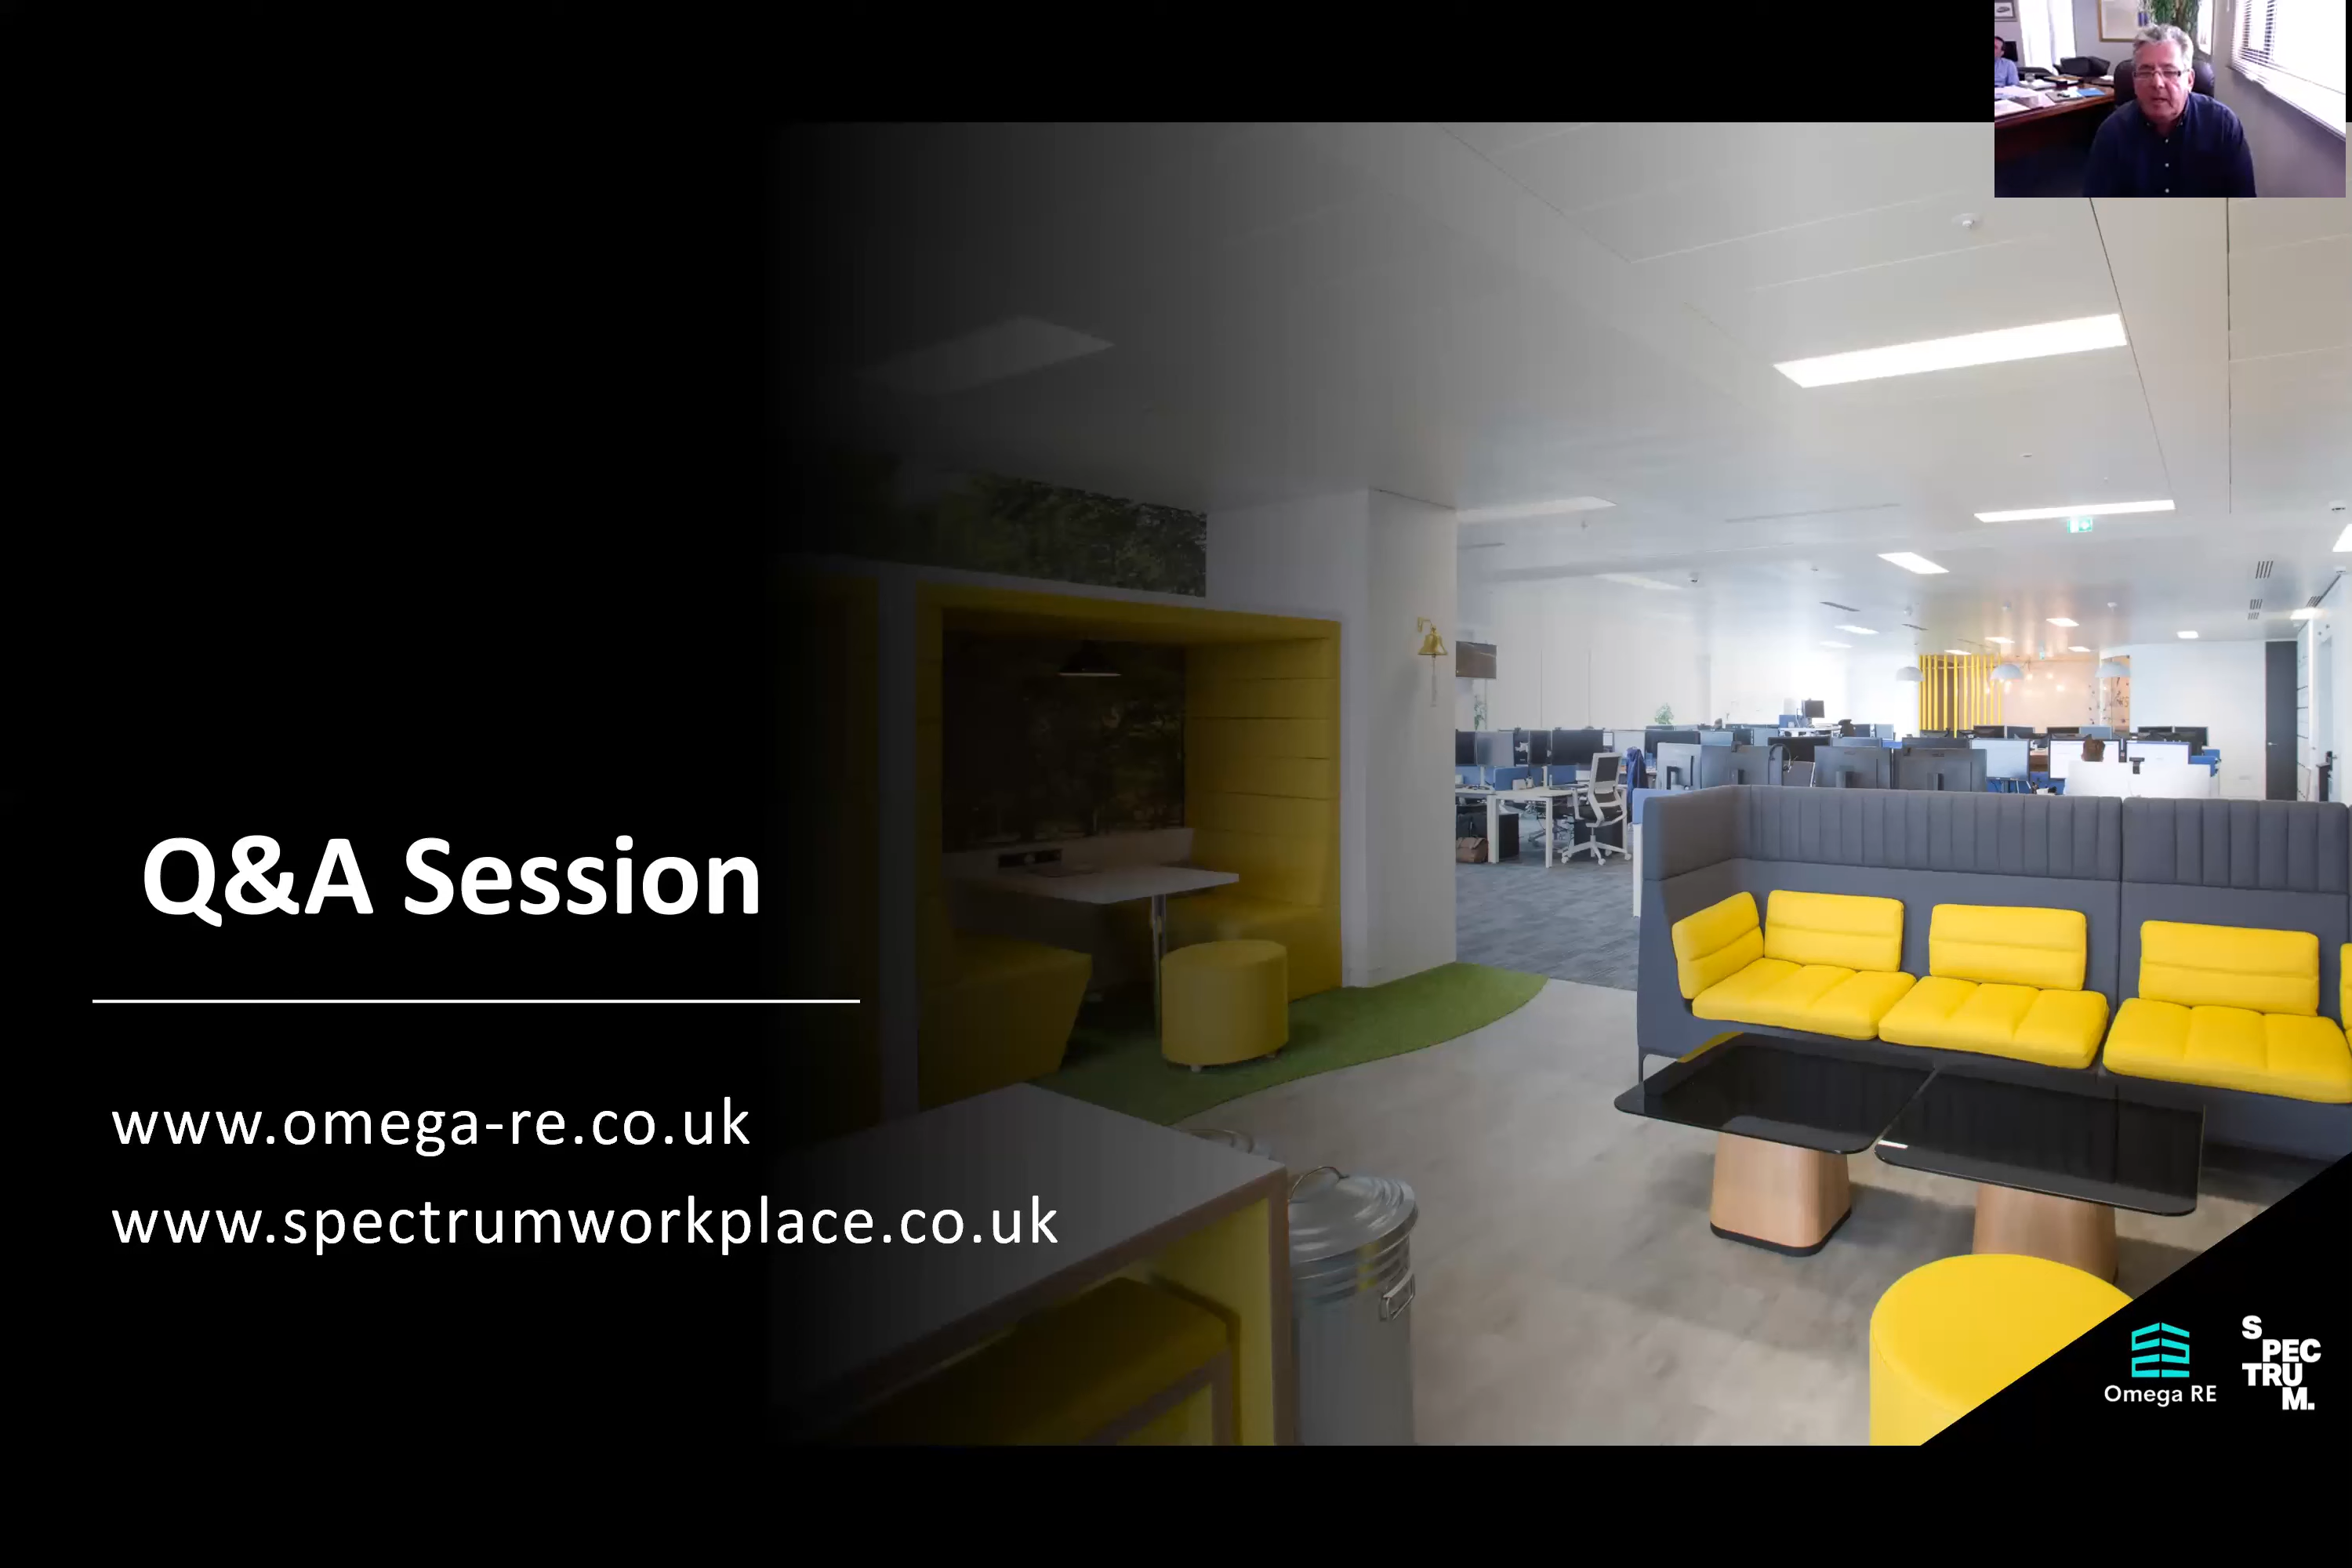 Q&A Session
www.omega-re.co.uk
www.spectrumworkplace.co.uk
Omega RE
S
PEC
TRU
M.